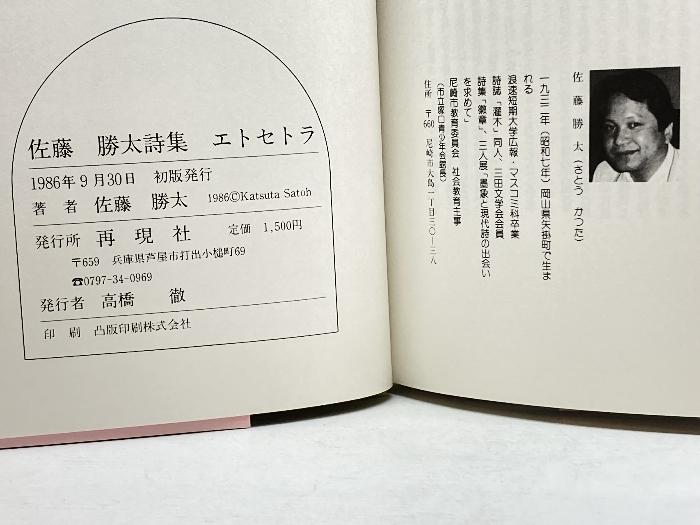 佐藤 勝太詩集 エトセトラ
1986年9月30日 初版発行
著者 佐藤 勝太 1986©Katsuta Satoh
発行所 再現社 定価 1,500円
〒659 兵庫県芦屋市打出小槌町69
☎0797-34-0969
発行者 高橋 徹
印刷 凸版印刷株式会社
佐藤勝太(さとう かつた)
一九三二年(昭和七年)岡山県矢掛町で生ま
れる
浪速短期大学広報・マスコミ科卒業
詩誌「灌木」同人、三田文学会会員
詩集「徽章」、三人展「墨象と現代詩の出会い
を求めて」
尼崎市教育委員会 社会教育主事
(市立塚口青少年会館長)
住所 〒660 尼崎市大島一丁目三〇―三八